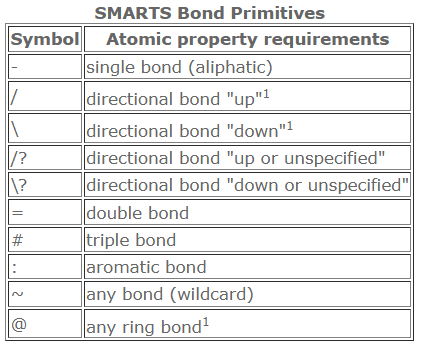 SMARTS Bond Primitives
Symbol Atomic property requirements
- single bond (aliphatic)
/ directional bond "up"1
\ directional bond "down"1
/? directional bond "up or unspecified"
\? directional bond "down or unspecified"
= double bond
# triple bond
: aromatic bond
~ any bond (wildcard)
@ any ring bond1